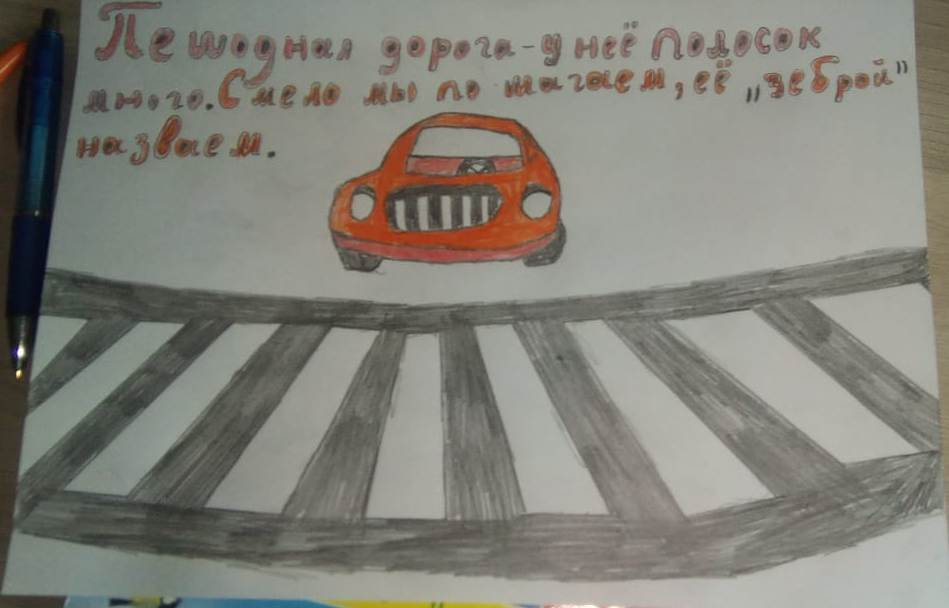 Пешодная дорога-у неё полосок
много. Смело мы по шагаем, её „зеброй"
назваем.